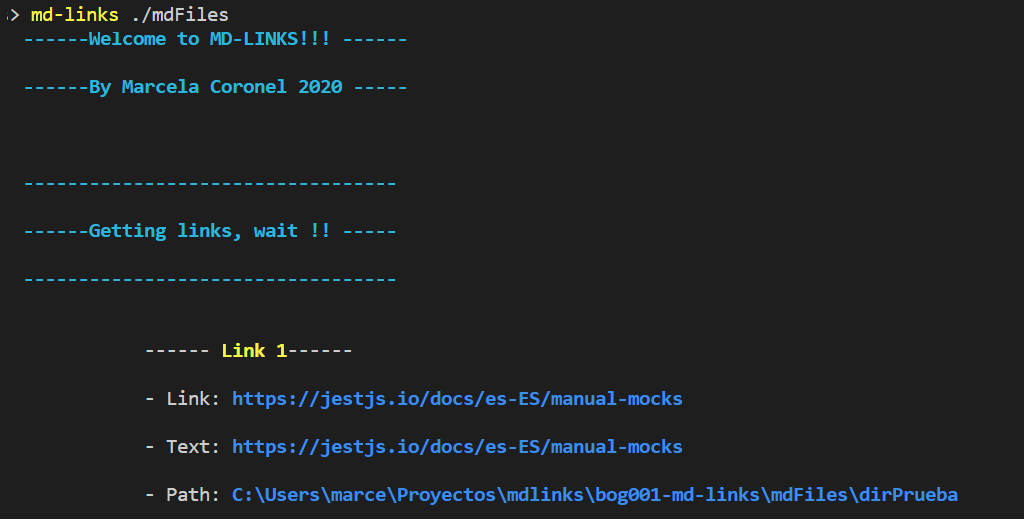 > md-links ./mdFiles
------Welcome to MD-LINKS!!! ------
------By Marcela Coronel 2020 -----
----------------------------------
------Getting links, wait !! -----
----------------------------------
------ Link 1------
- Link: https://jestjs.io/docs/es-ES/manual-mocks
- Text: https://jestjs.io/docs/es-ES/manual-mocks
- Path: C:\Users\marce\Proyectos\mdlinks\bog001-md-links\mdFiles\dirPrueba